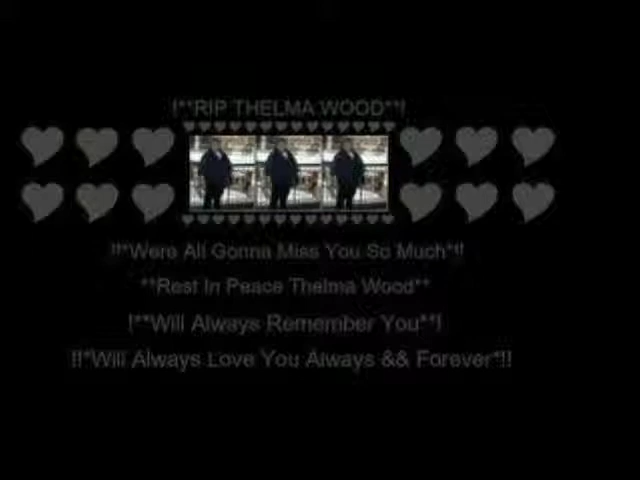 !**RIP THELMA WOOD**!
!!*Were All Gonna Miss You So Much*!!
**Rest In Peace Thelma Wood**
!**Will Always Remember You**!
!!*Will Always Love You Always && Forever*!!